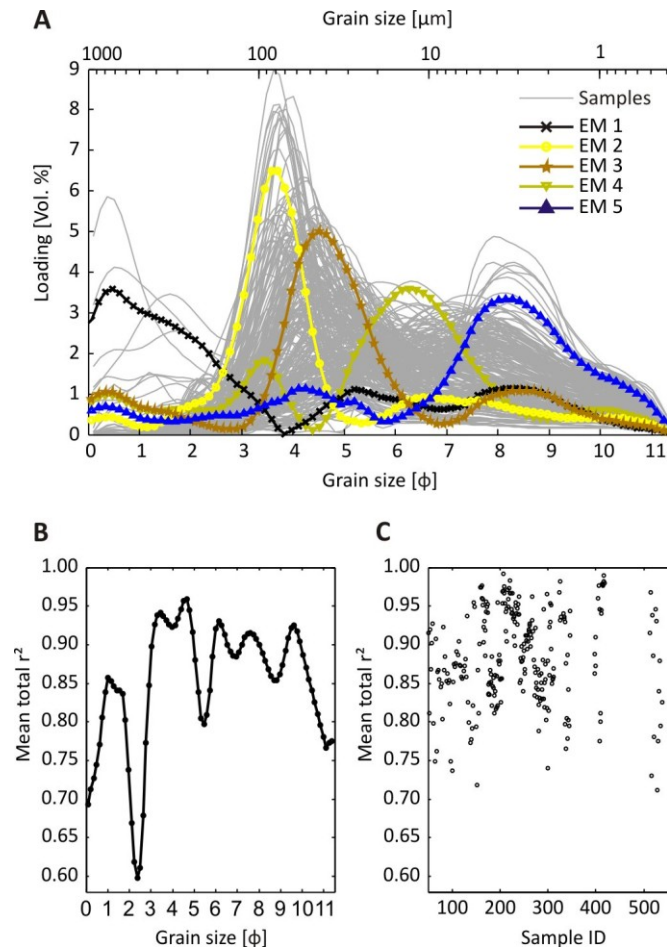 A
Grain size [μm]
1000 100 10 1
9
8
7
6
5
4
3
2
1
0
Loading [Vol. %]
Samples
EM 1
EM 2
EM 3
EM 4
EM 5
0 1 2 3 4 5 6 7 8 9 10 11
Grain size [ϕ]
B
1.00
0.95
0.90
0.85
0.80
0.75
0.70
0.65
0.60
Mean total r²
0 1 2 3 4 5 6 7 8 9 10 11
Grain size [ϕ]
C
1.00
0.95
0.90
0.85
0.80
0.75
0.70
0.65
0.60
Mean total r²
100 200 300 400 500
Sample ID